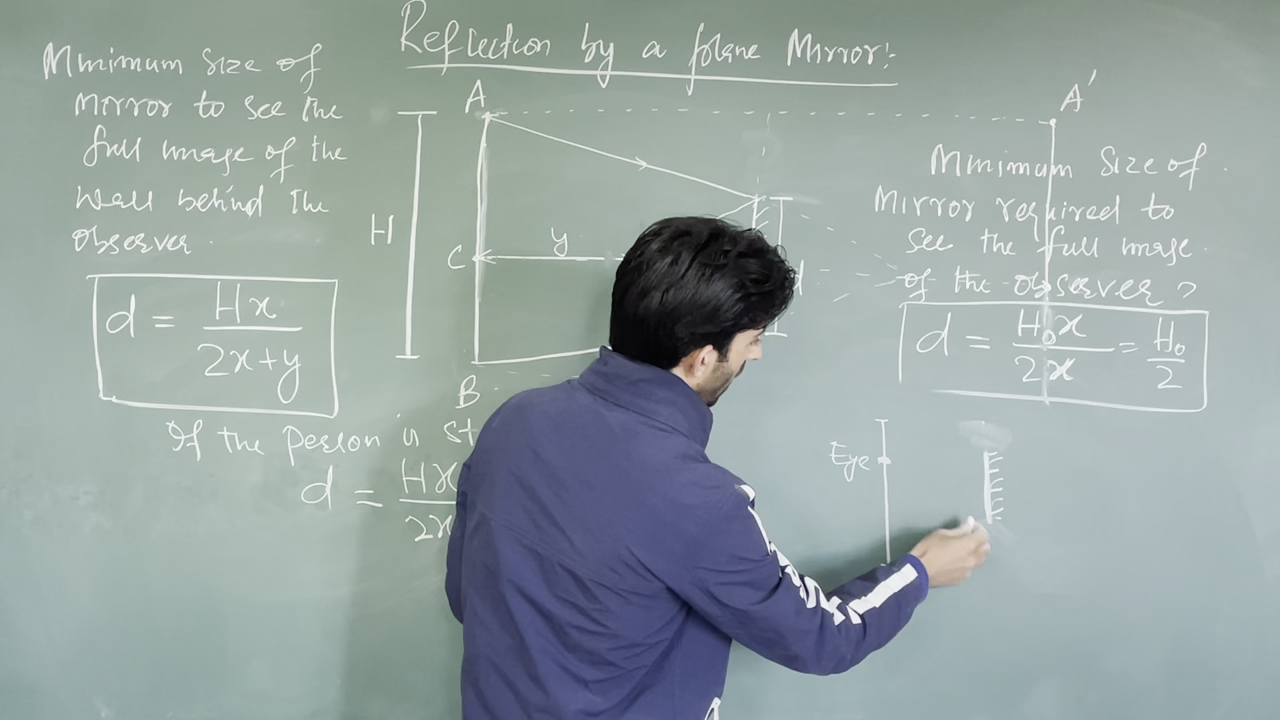 Reflection by a plane Mirror:
Minimum Size of
Mirror to see the
full image of the
wall behind the
observer.
d = Hx / 2x+y
If the Person is st
d = Hx
2x
A
H
C
y
B
d
A'
Minimum Size of
Mirror required to
see the full image
of the observer?
d = H₀x / 2x = H₀ / 2
Eye